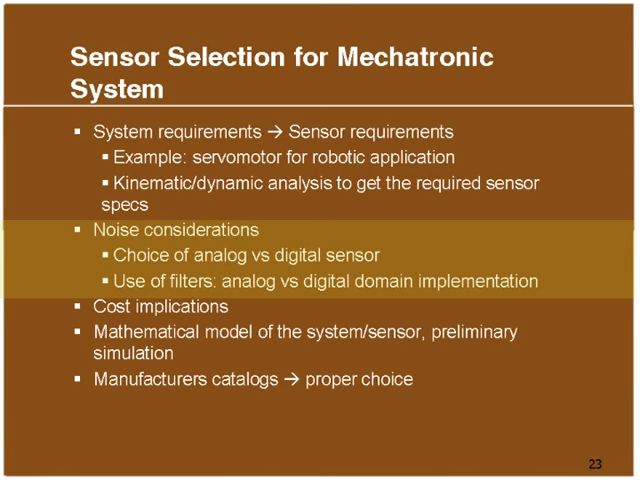 Sensor Selection for Mechatronic
System
▪ System requirements → Sensor requirements
▪ Example: servomotor for robotic application
▪ Kinematic/dynamic analysis to get the required sensor
specs
▪ Noise considerations
▪ Choice of analog vs digital sensor
▪ Use of filters: analog vs digital domain implementation
▪ Cost implications
▪ Mathematical model of the system/sensor, preliminary
simulation
▪ Manufacturers catalogs → proper choice
23